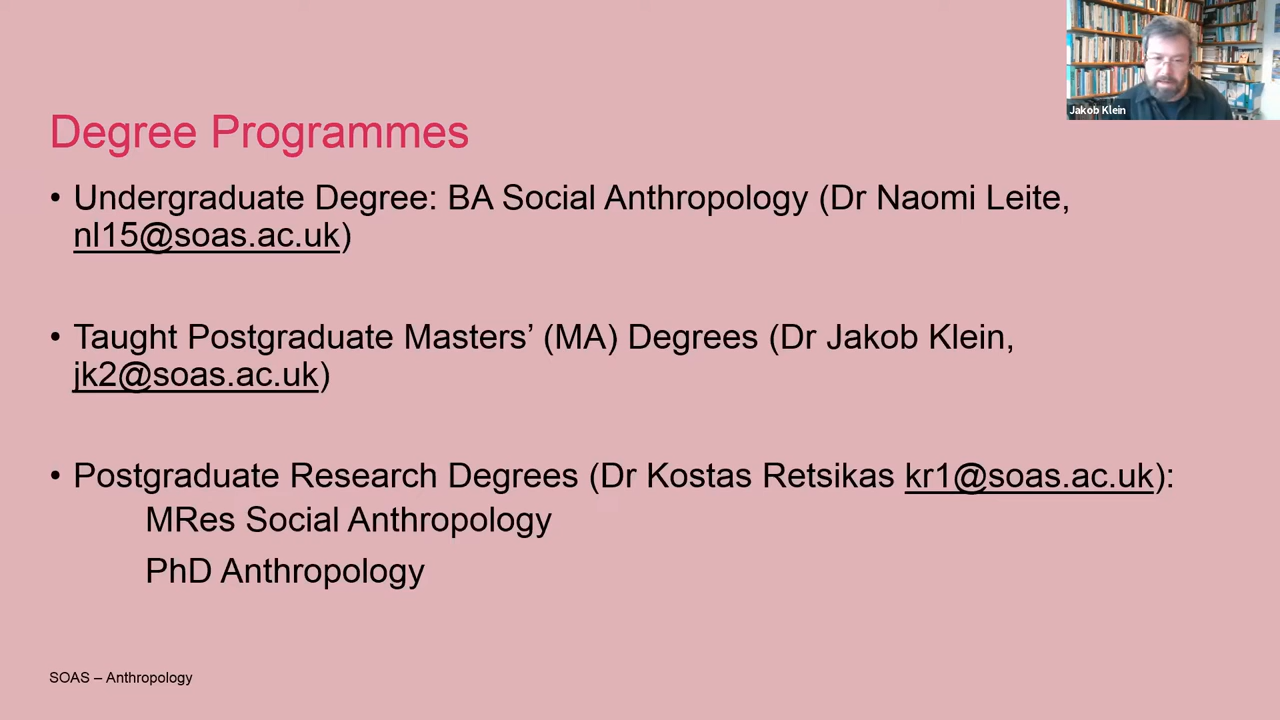 Jakob Klein
Degree Programmes
• Undergraduate Degree: BA Social Anthropology (Dr Naomi Leite,
nl15@soas.ac.uk)
• Taught Postgraduate Masters’ (MA) Degrees (Dr Jakob Klein,
jk2@soas.ac.uk)
• Postgraduate Research Degrees (Dr Kostas Retsikas kr1@soas.ac.uk):
MRes Social Anthropology
PhD Anthropology
SOAS – Anthropology